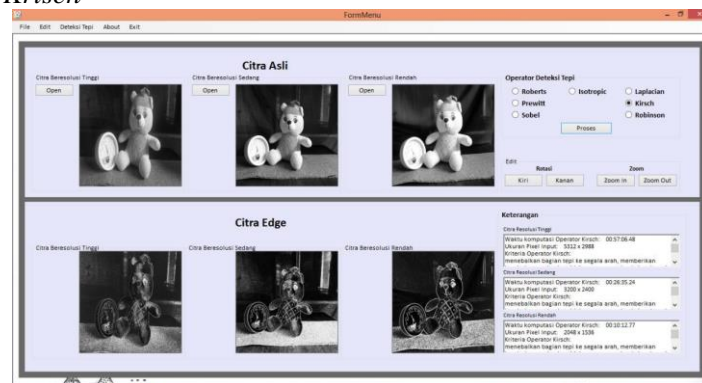 Krisch
FormMenu
File Edit Deteksi Tepi About Exit
Citra Asli
Citra Beresolusi Tinggi Citra Beresolusi Sedang Citra Beresolusi Rendah
Open Open Open
Operator Deteksi Tepi
Roberts Isotropic Laplacian
Prewitt Kirsch
Sobel Robinson
Proses
Edit
Rotasi Zoom
Kiri Kanan Zoom In Zoom Out
Citra Edge
Citra Beresolusi Tinggi Citra Beresolusi Sedang Citra Beresolusi Rendah
Keterangan
Citra Resolusi Tinggi
Waktu komputasi Operator Kirsch: 00:57:06.48
Ukuran Pixel Input: 5312 x 2988
Kriteria Operator Kirsch:
menebalkan bagian tepi ke segala arah, memberikan
Citra Resolusi Sedang
Waktu komputasi Operator Kirsch: 00:26:35.24
Ukuran Pixel Input: 3200 x 2400
Kriteria Operator Kirsch:
menebalkan bagian tepi ke segala arah, memberikan
Citra Resolusi Rendah
Waktu komputasi Operator Kirsch: 00:10:12.77
Ukuran Pixel Input: 2048 x 1536
Kriteria Operator Kirsch:
menebalkan bagian tepi ke segala arah, memberikan